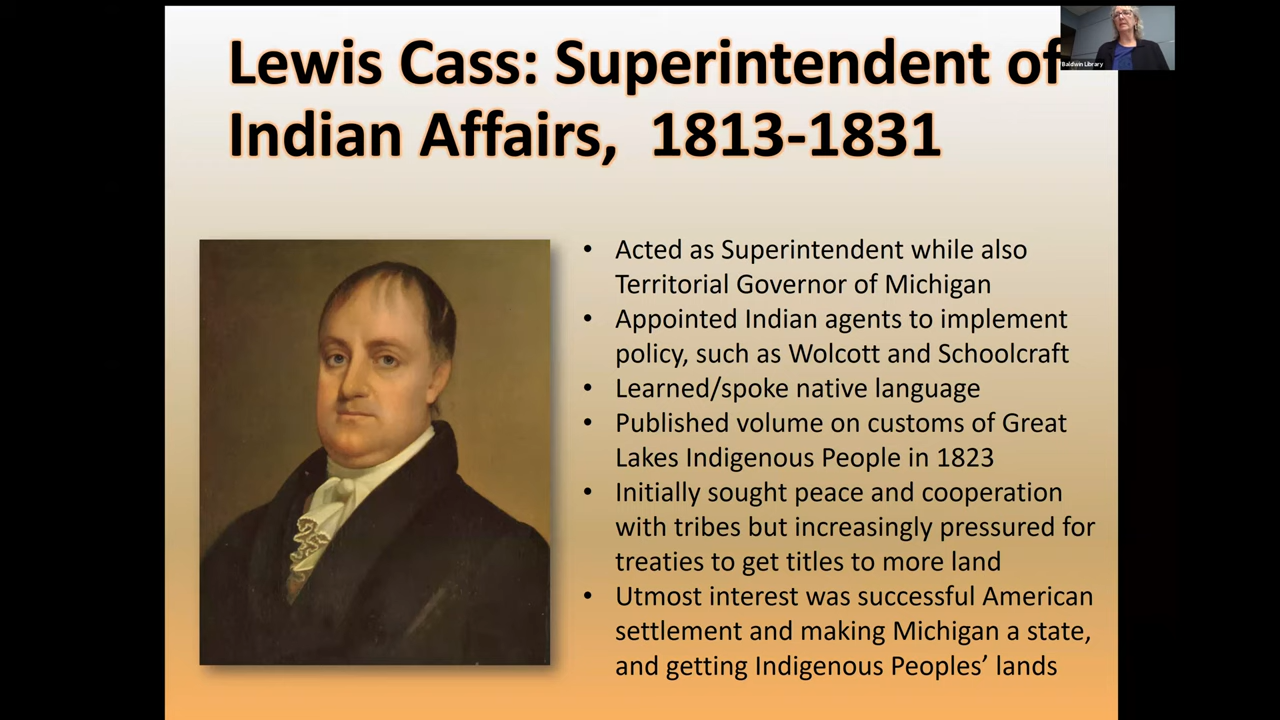 Lewis Cass: Superintendent of
Indian Affairs, 1813-1831
Baldwin Library
• Acted as Superintendent while also
Territorial Governor of Michigan
• Appointed Indian agents to implement
policy, such as Wolcott and Schoolcraft
• Learned/spoke native language
• Published volume on customs of Great
Lakes Indigenous People in 1823
• Initially sought peace and cooperation
with tribes but increasingly pressured for
treaties to get titles to more land
• Utmost interest was successful American
settlement and making Michigan a state,
and getting Indigenous Peoples’ lands